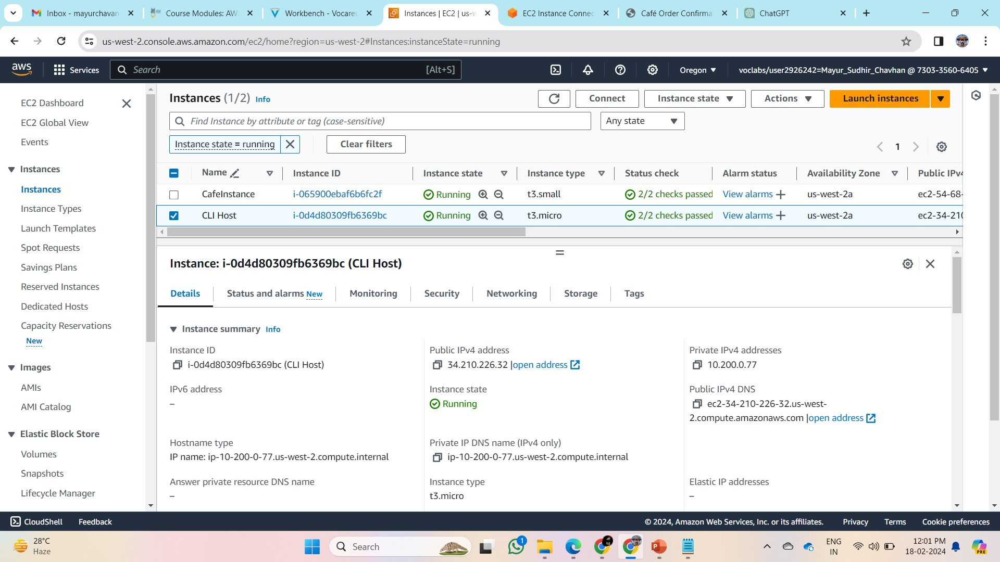 Inbox - mayurchavan
Course Modules: AW
Workbench - Vocare
Instances | EC2 | us-w
EC2 Instance Connec
Café Order Confirma
ChatGPT
us-west-2.console.aws.amazon.com/ec2/home?region=us-west-2#Instances:instanceState=running
aws
Services
Search
[Alt+S]
Oregon
voclabs/user2926242=Mayur_Sudhir_Chavhan @ 7303-3560-6405
EC2 Dashboard
EC2 Global View
Events
Instances
Instances
Instance Types
Launch Templates
Spot Requests
Savings Plans
Reserved Instances
Dedicated Hosts
Capacity Reservations
New
Images
AMIs
AMI Catalog
Elastic Block Store
Volumes
Snapshots
Lifecycle Manager
Instances (1/2) Info
Connect
Instance state
Actions
Launch instances
Find Instance by attribute or tag (case-sensitive)
Any state
Instance state = running
Clear filters
1
Name Instance ID Instance state Instance type Status check Alarm status Availability Zone Public IPv4
CafeInstance i-065900ebaf6b6fc2f Running t3.small 2/2 checks passed View alarms us-west-2a ec2-54-68-
CLI Host i-0d4d80309fb6369bc Running t3.micro 2/2 checks passed View alarms us-west-2a ec2-34-210
Instance: i-0d4d80309fb6369bc (CLI Host)
Details
Status and alarms New
Monitoring
Security
Networking
Storage
Tags
Instance summary Info
Instance ID
i-0d4d80309fb6369bc (CLI Host)
Public IPv4 address
34.210.226.32 |open address
Private IPv4 addresses
10.200.0.77
IPv6 address
–
Instance state
Running
Public IPv4 DNS
ec2-34-210-226-32.us-west-
2.compute.amazonaws.com |open address
Hostname type
IP name: ip-10-200-0-77.us-west-2.compute.internal
Private IP DNS name (IPv4 only)
ip-10-200-0-77.us-west-2.compute.internal
Answer private resource DNS name
–
Instance type
t3.micro
Elastic IP addresses
–
CloudShell
Feedback
© 2024, Amazon Web Services, Inc. or its affiliates.
Privacy
Terms
Cookie preferences
28°C
Haze
Search
1
ENG
IN
12:01 PM
18-02-2024
PRE